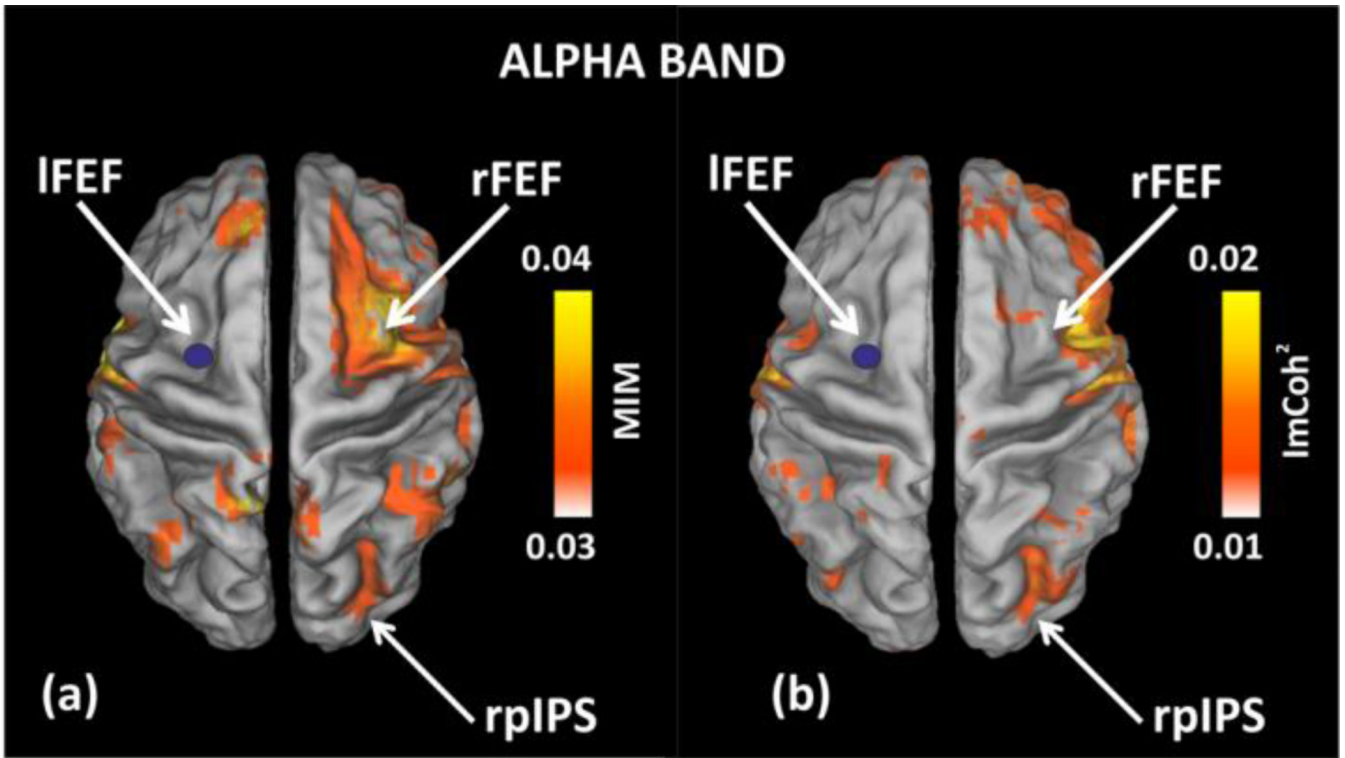 ALPHA BAND
lFEF
rFEF
0.04
MIM
0.03
(a)
rpIPS
lFEF
rFEF
0.02
ImCoh²
0.01
(b)
rpIPS